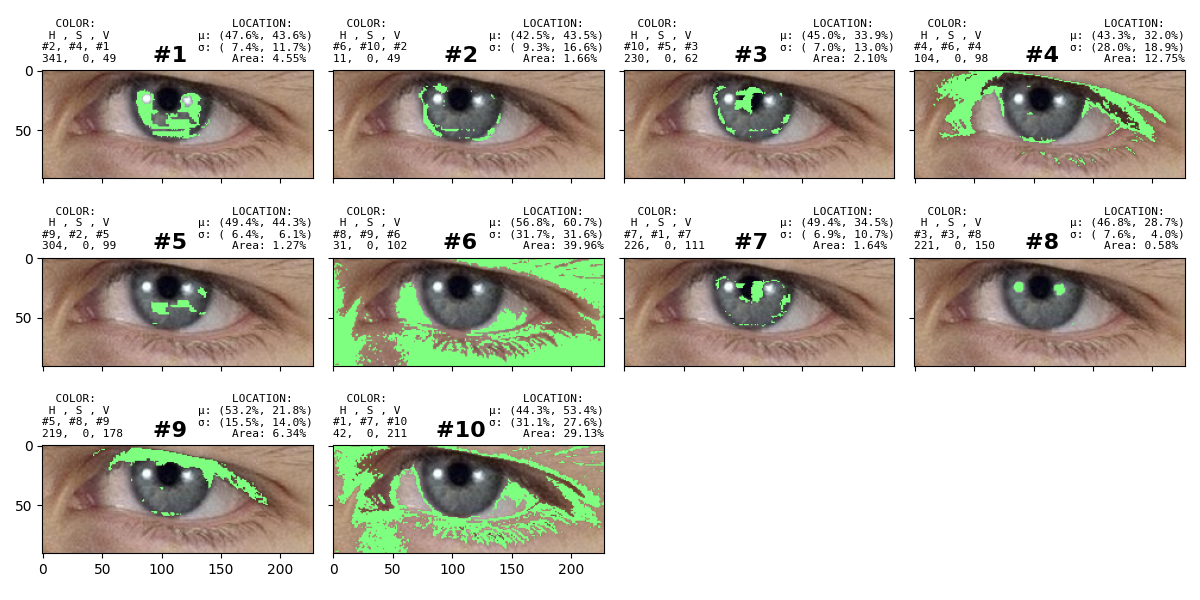 COLOR: LOCATION:
H , S , V μ: (47.6%, 43.6%)
#2, #4, #1 #1 σ: ( 7.4%, 11.7%)
341, 0, 49 Area: 4.55%
COLOR: LOCATION:
H , S , V μ: (42.5%, 43.5%)
#6, #10, #2 #2 σ: ( 9.3%, 16.6%)
11, 0, 49 Area: 1.66%
COLOR: LOCATION:
H , S , V μ: (45.0%, 33.9%)
#10, #5, #3 #3 σ: ( 7.0%, 13.0%)
230, 0, 62 Area: 2.10%
COLOR: LOCATION:
H , S , V μ: (43.3%, 32.0%)
#4, #6, #4 #4 σ: (28.0%, 18.9%)
104, 0, 98 Area: 12.75%
0
50
COLOR: LOCATION:
H , S , V μ: (49.4%, 44.3%)
#9, #2, #5 #5 σ: ( 6.4%, 6.1%)
304, 0, 99 Area: 1.27%
COLOR: LOCATION:
H , S , V μ: (56.8%, 60.7%)
#8, #9, #6 #6 σ: (31.7%, 31.6%)
31, 0, 102 Area: 39.96%
COLOR: LOCATION:
H , S , V μ: (49.4%, 34.5%)
#7, #1, #7 #7 σ: ( 6.9%, 10.7%)
226, 0, 111 Area: 1.64%
COLOR: LOCATION:
H , S , V μ: (46.8%, 28.7%)
#3, #3, #8 #8 σ: ( 7.6%, 4.0%)
221, 0, 150 Area: 0.58%
0
50
COLOR: LOCATION:
H , S , V μ: (53.2%, 21.8%)
#5, #8, #9 #9 σ: (15.5%, 14.0%)
219, 0, 178 Area: 6.34%
COLOR: LOCATION:
H , S , V μ: (44.3%, 53.4%)
#1, #7, #10 #10 σ: (31.1%, 27.6%)
42, 0, 211 Area: 29.13%
0
50
0 50 100 150 200
0 50 100 150 200